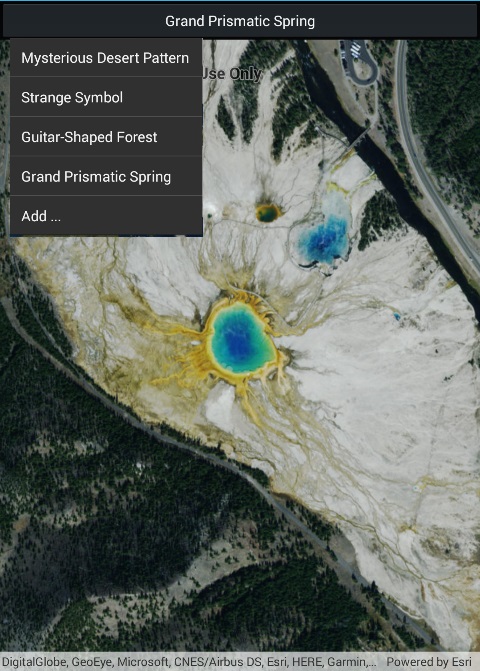 Grand Prismatic Spring
Mysterious Desert Pattern
Use Only
Strange Symbol
Guitar-Shaped Forest
Grand Prismatic Spring
Add ...
DigitalGlobe, GeoEye, Microsoft, CNES/Airbus DS, Esri, HERE, Garmin,... Powered by Esri